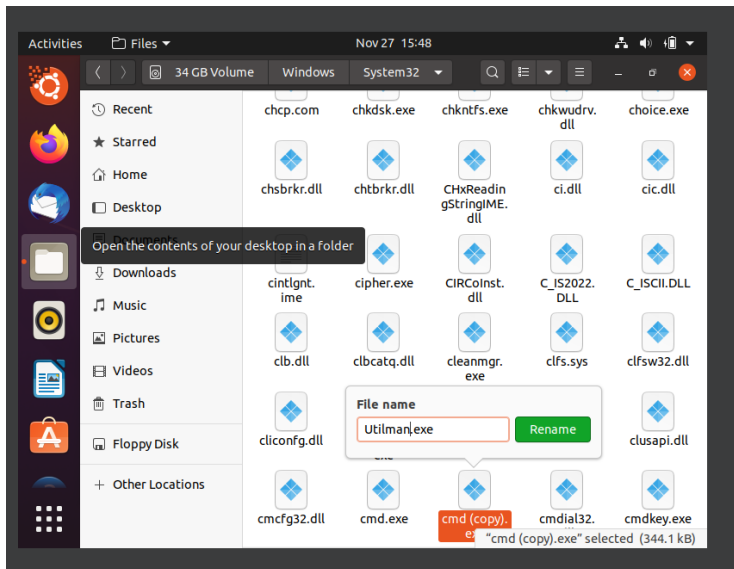 Activities Files Nov 27 15:48
34 GB Volume Windows System32
Recent
Starred
Home
Desktop
Documents
Open the contents of your desktop in a folder
Downloads
Music
Pictures
Videos
Trash
Floppy Disk
+ Other Locations
chcp.com chkdsk.exe chkntfs.exe chkwudrv. choice.exe
dll
chsbrkr.dll chtbrkr.dll CHxReadin ci.dll cic.dll
gStringIME.
dll
cintlgnt. cipher.exe CIRCoInst. C_IS2022. C_ISCII.DLL
ime dll DLL
clb.dll clbcatq.dll cleanmgr. clfs.sys clfsw32.dll
exe
File name
Utilman.exe Rename
cliconfg.dll clusapi.dll
cmcfg32.dll cmd.exe cmd (copy). cmdial32. cmdkey.exe
"cmd (copy).exe" selected (344.1 kB)